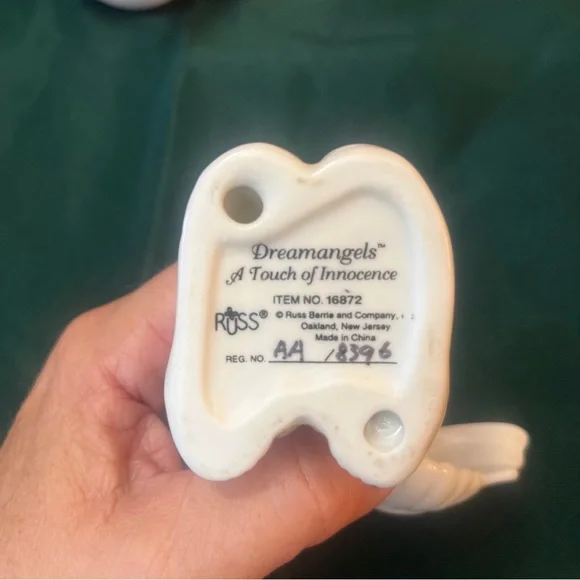 Dreamangels™
A Touch of Innocence
ITEM NO. 16872
RUSS® © Russ Berrie and Company,
Oakland, New Jersey
Made in China
REG. NO. AA /8396